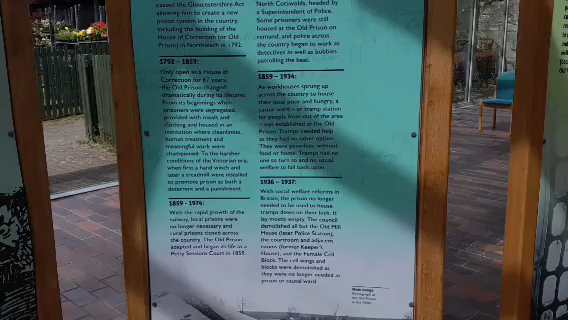 passed the Gloucestershire Act
allowing him to create a new
prison system in the country
including the building of the
House of Correction (or Old
Prison) in Northleach in 1792.
1792 – 1859:
Only open as a House of
Correction for 67 years,
the Old Prison changed
dramatically during its lifetime.
From its beginnings when
prisoners were segregated,
provided with meals and
clothing and housed in an
institution where cleanliness,
human treatment and
meaningful work were
championed. To the harsher
conditions of the Victorian era;
when first a hand winch and
later a treadmill were installed
to promote prison as both a
deterrent and a punishment.
1859 - 1974:
With the rapid growth of the
railway, local prisons were
no longer necessary and
rural prisons closed across
the country. The Old Prison
adapted and began its life as a
Petty Sessions Court in 1859.
North Cotswolds, headed by
a Superintendent of Police.
Some prisoners were still
housed at the Old Prison on
remand, and police across
the country began to work as
detectives as well as bobbies
patrolling the beat.
1859 – 1934:
As workhouses sprung up
across the country to house
their local poor and hungry, a
casual ward – or tramp station
for people from out of the area
– was established at the Old
Prison. Tramps needed help
as they had no other option.
They were penniless, without
food or home. Tramps had no
one to turn to and no social
welfare to fall back upon.
1936 – 1937:
With social welfare reforms in
Britain, the prison no longer
needed to be used to house
tramps down on their luck. It
lay mostly empty. The council
demolished all but the Old Mill
House (later Police Station),
the courtroom and adjacent
rooms (former Keeper's
House), and the Female Cell
Block. The cell wings and
blocks were demolished as
they were no longer needed as
prison or casual ward.
Main image
Photograph of
the Old Prison
in the 1930s